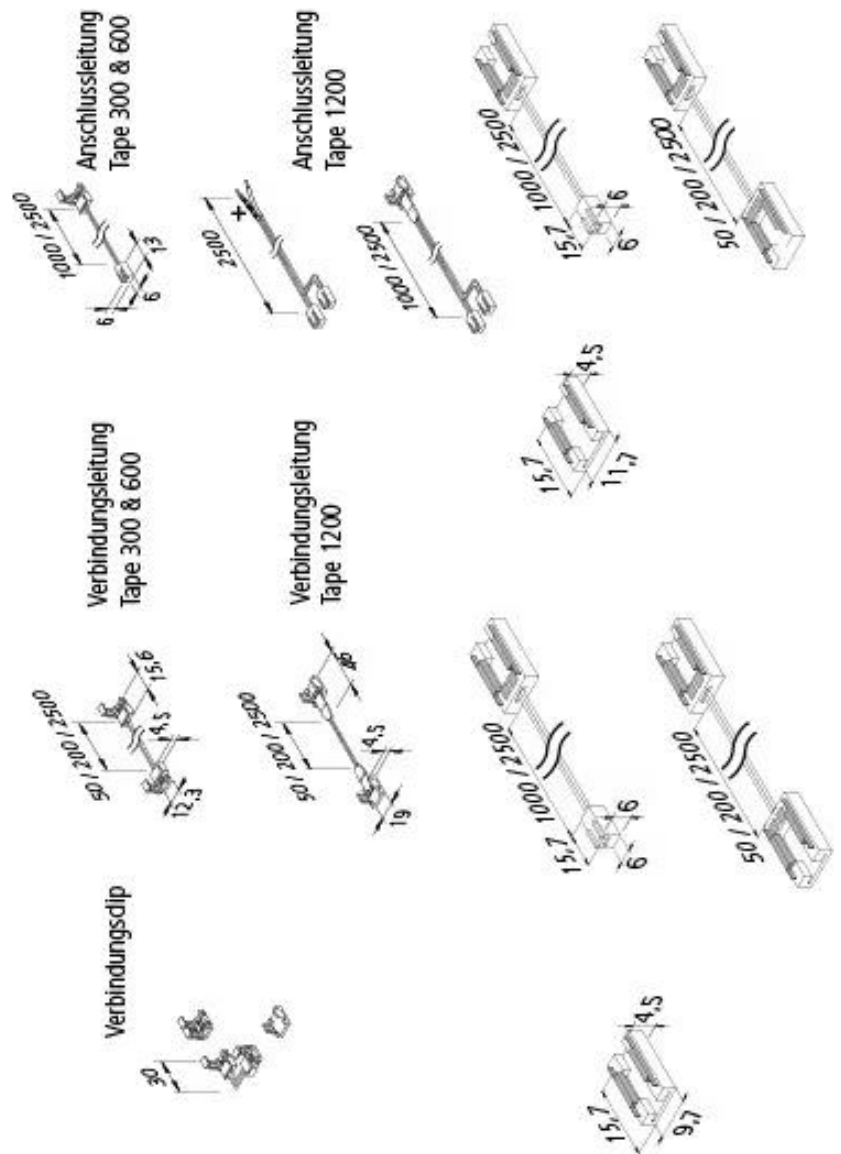 Verbindungsclip
30
Verbindungsleitung
Tape 300 & 600
50 / 200 / 2500
15,6
4,5
12,3
Anschlussleitung
Tape 300 & 600
1000 / 2500
13
6
6
Verbindungsleitung
Tape 1200
50 / 200 / 2500
4,5
19
Anschlussleitung
Tape 1200
+
2500
1000 / 2500
15,7
4,5
9,7
15,7
1000 / 2500
6
6
50 / 200 / 2500
15,7
4,5
11,7
15,7
1000 / 2500
6
6
50 / 200 / 2500